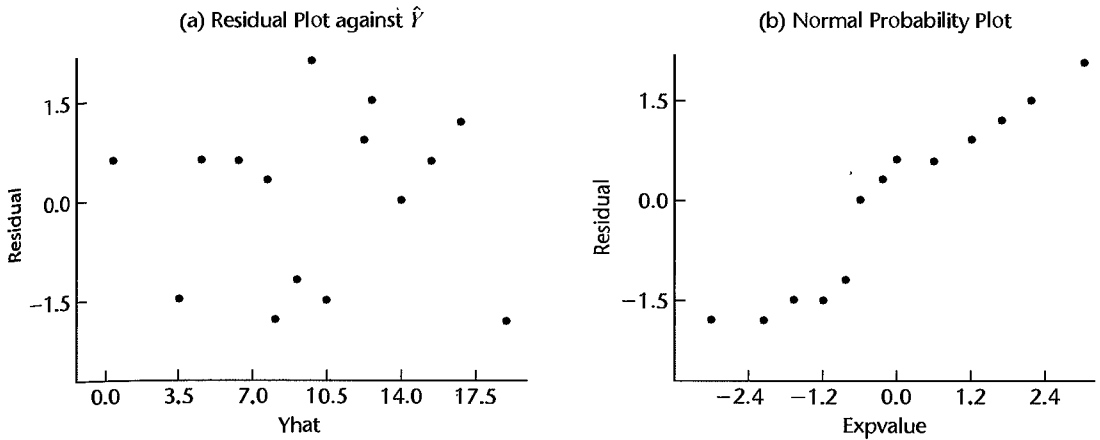 (a) Residual Plot against Ŷ
1.5
0.0
−1.5
Residual
0.0 3.5 7.0 10.5 14.0 17.5
Yhat
(b) Normal Probability Plot
1.5
0.0
−1.5
Residual
−2.4 −1.2 0.0 1.2 2.4
Expvalue